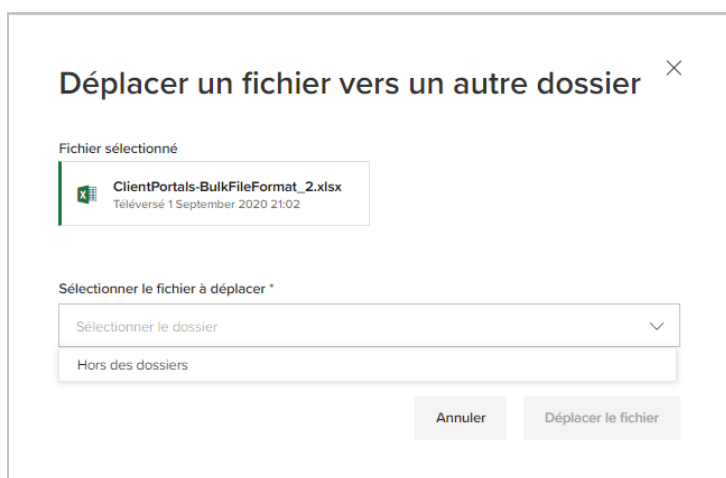 Déplacer un fichier vers un autre dossier
Fichier sélectionné
ClientPortals-BulkFileFormat_2.xlsx
Téléversé 1 September 2020 21:02
Sélectionner le fichier à déplacer *
Sélectionner le dossier
Hors des dossiers
Annuler
Déplacer le fichier